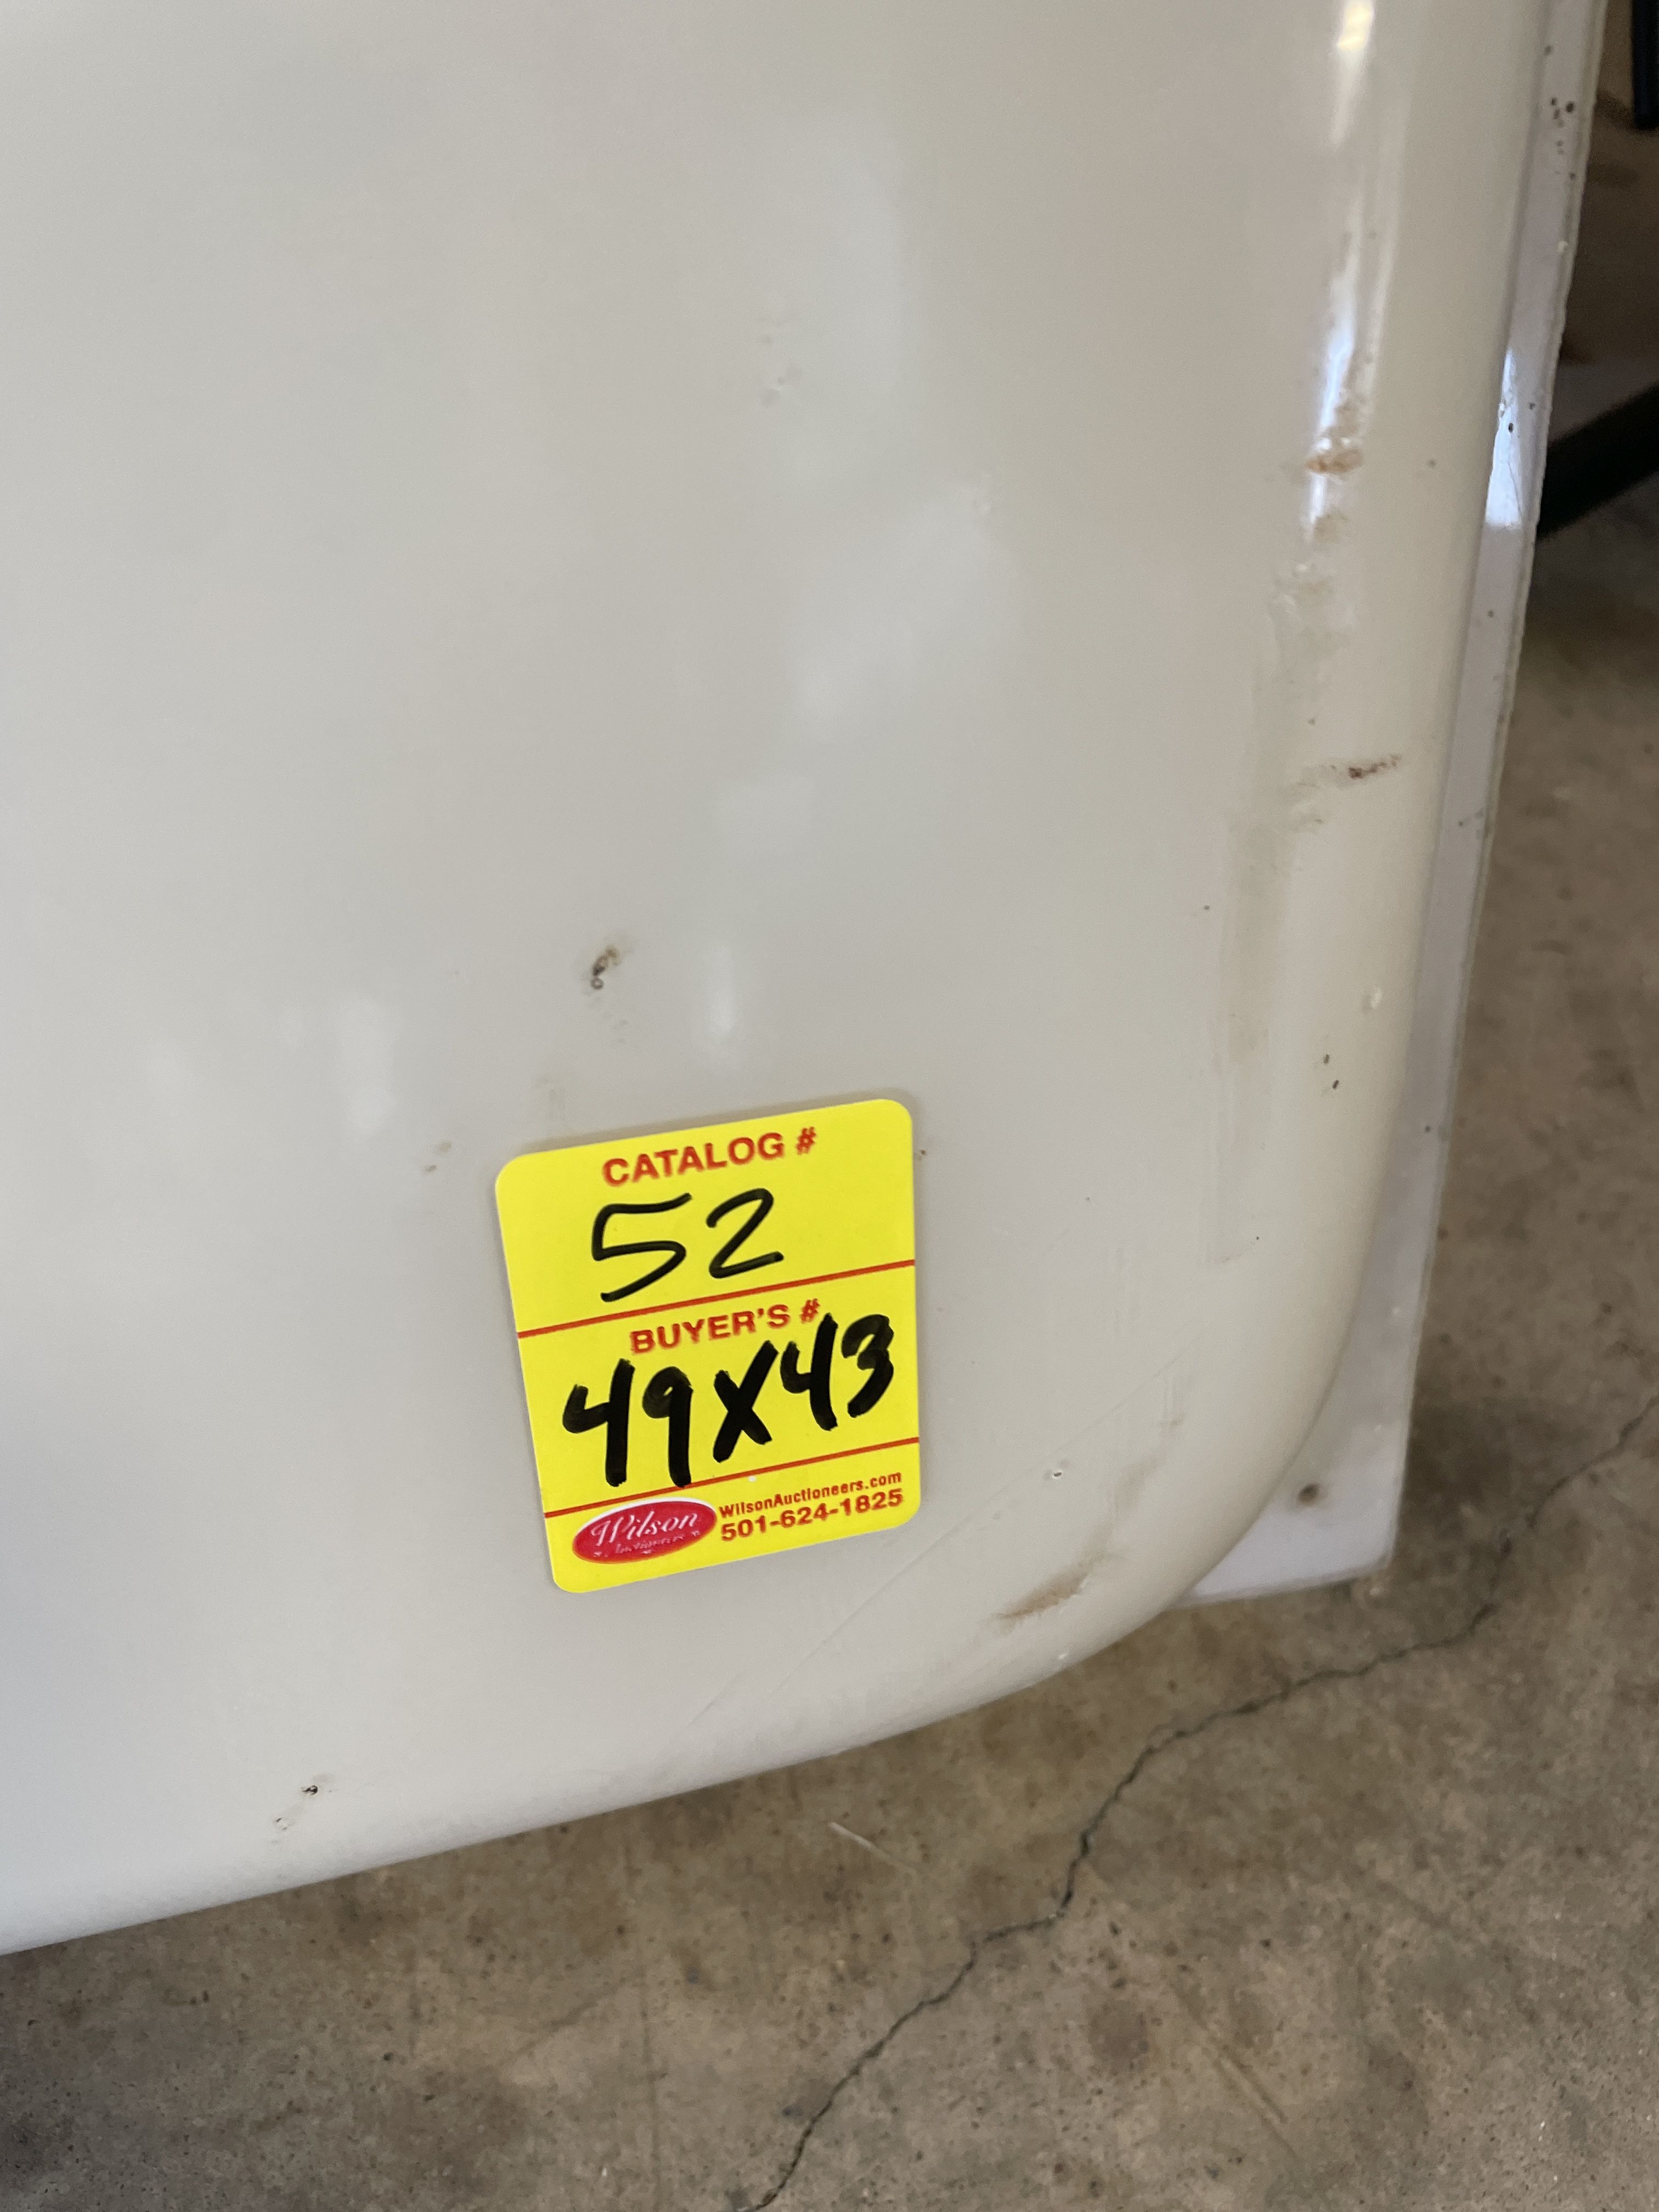 CATALOG #
52
BUYER'S #
49X43
Wilson
WilsonAuctioneers.com
501-624-1825